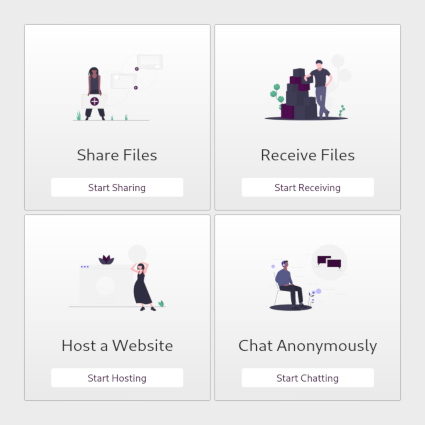 Share Files
Start Sharing
Receive Files
Start Receiving
Host a Website
Start Hosting
Chat Anonymously
Start Chatting